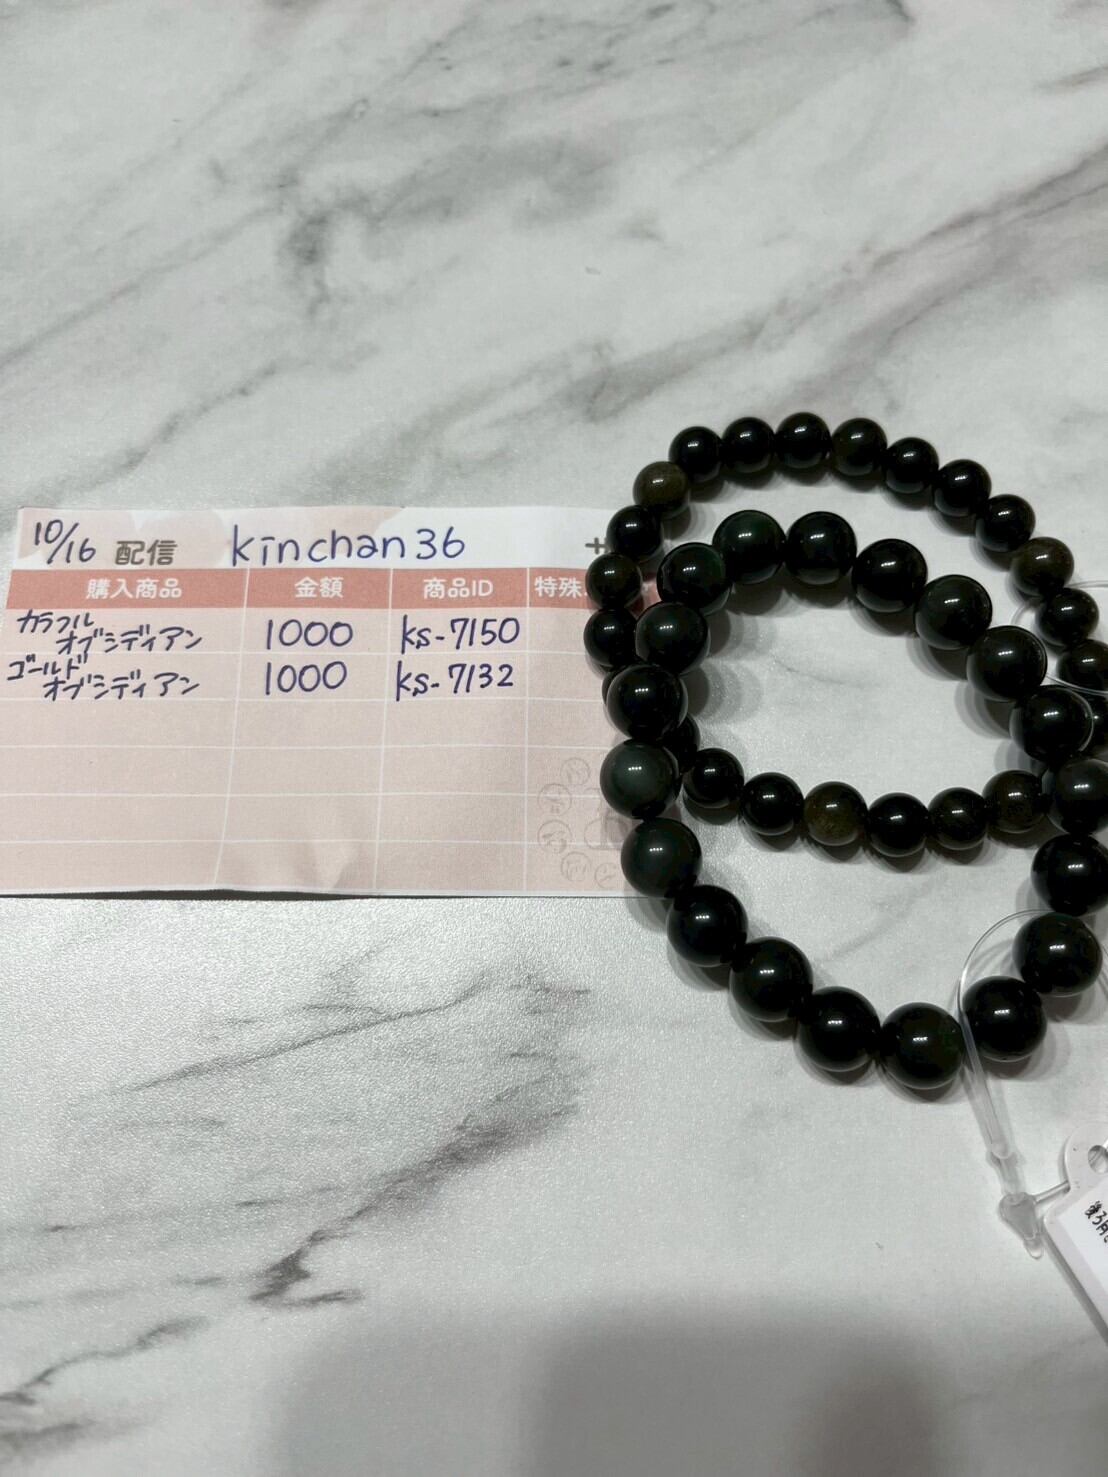 10/16 配信 kinchan36
購入商品 金額 商品ID 特殊
カラフル
オブシディアン 1000 ks-7150
ゴールド
オブシディアン 1000 ks-7132